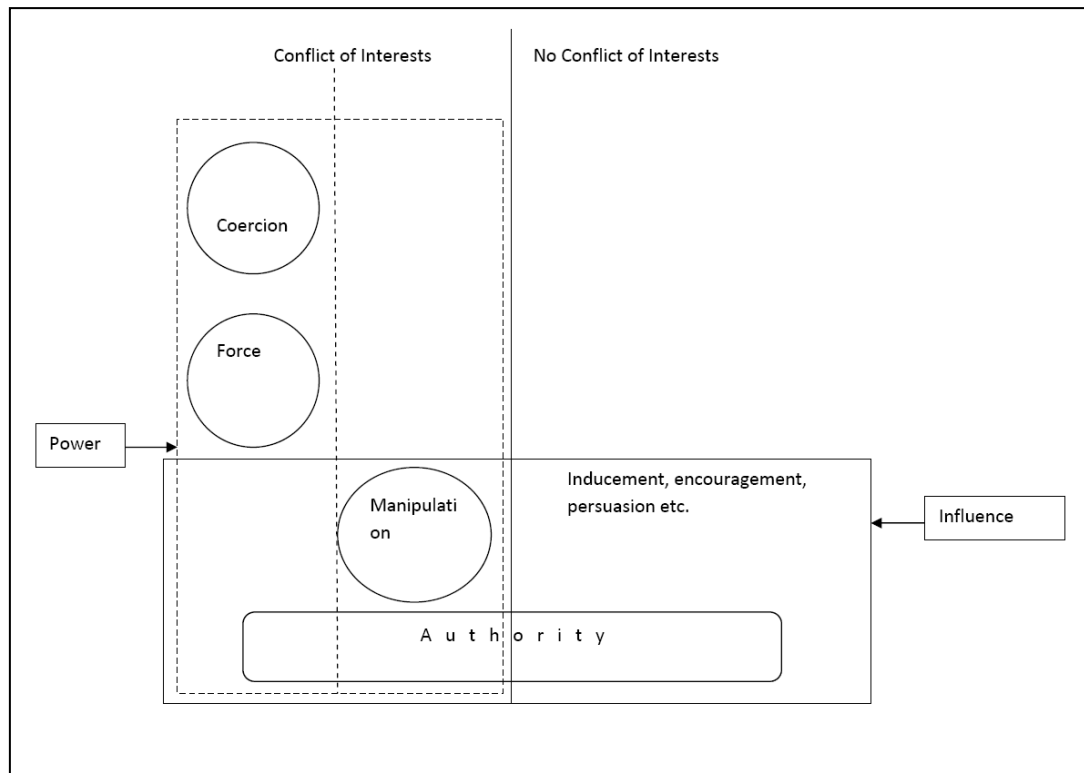 Conflict of Interests
No Conflict of Interests
Coercion
Force
Power
Manipulati
on
Inducement, encouragement,
persuasion etc.
Influence
A u t h o r i t y